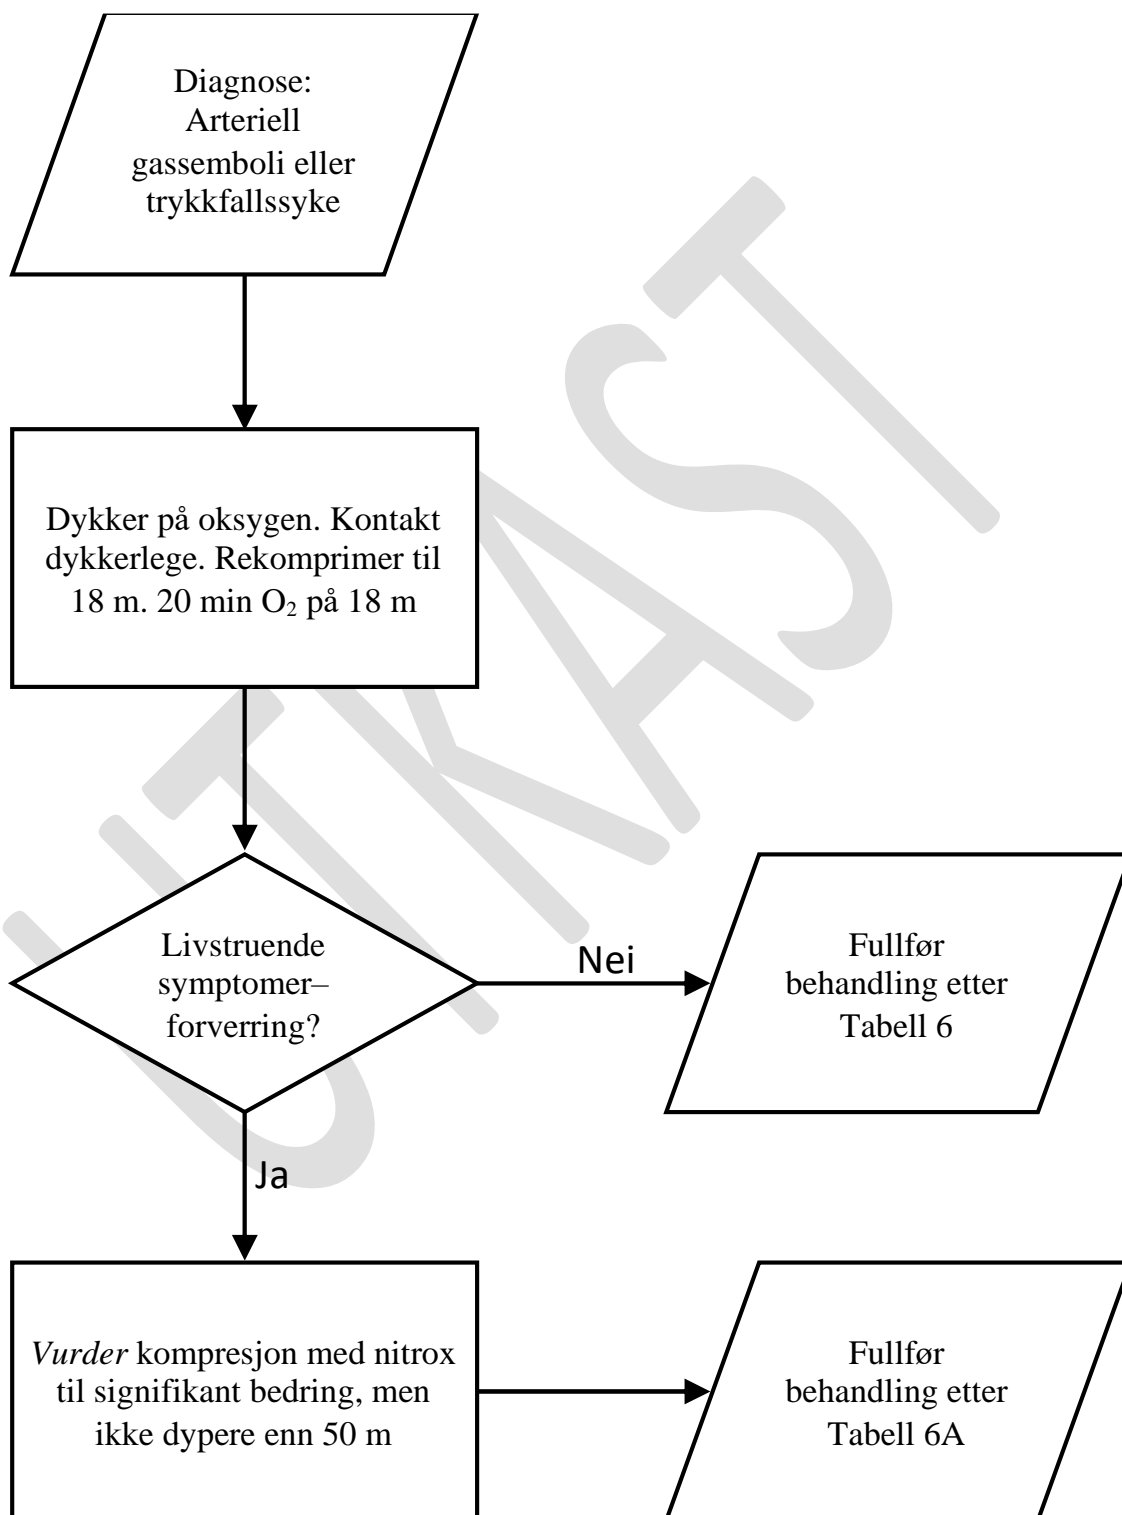 Diagnose:
Arteriell
gassemboli eller
trykkfallssyke
Dykker på oksygen. Kontakt
dykkerlege. Rekomprimer til
18 m. 20 min O₂ på 18 m
Livstruende
symptomer–
forverring?
Nei
Fullfør
behandling etter
Tabell 6
Ja
Vurder kompresjon med nitrox
til signifikant bedring, men
ikke dypere enn 50 m
Fullfør
behandling etter
Tabell 6A
UTKAST